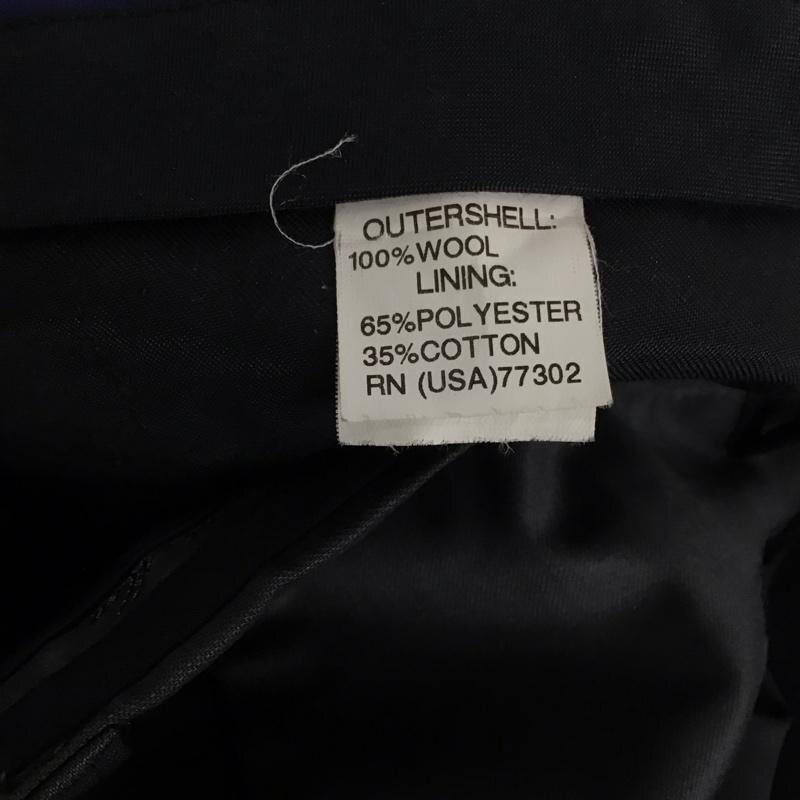 OUTERSHELL:
100%WOOL
LINING:
65%POLYESTER
35%COTTON
RN (USA)77302